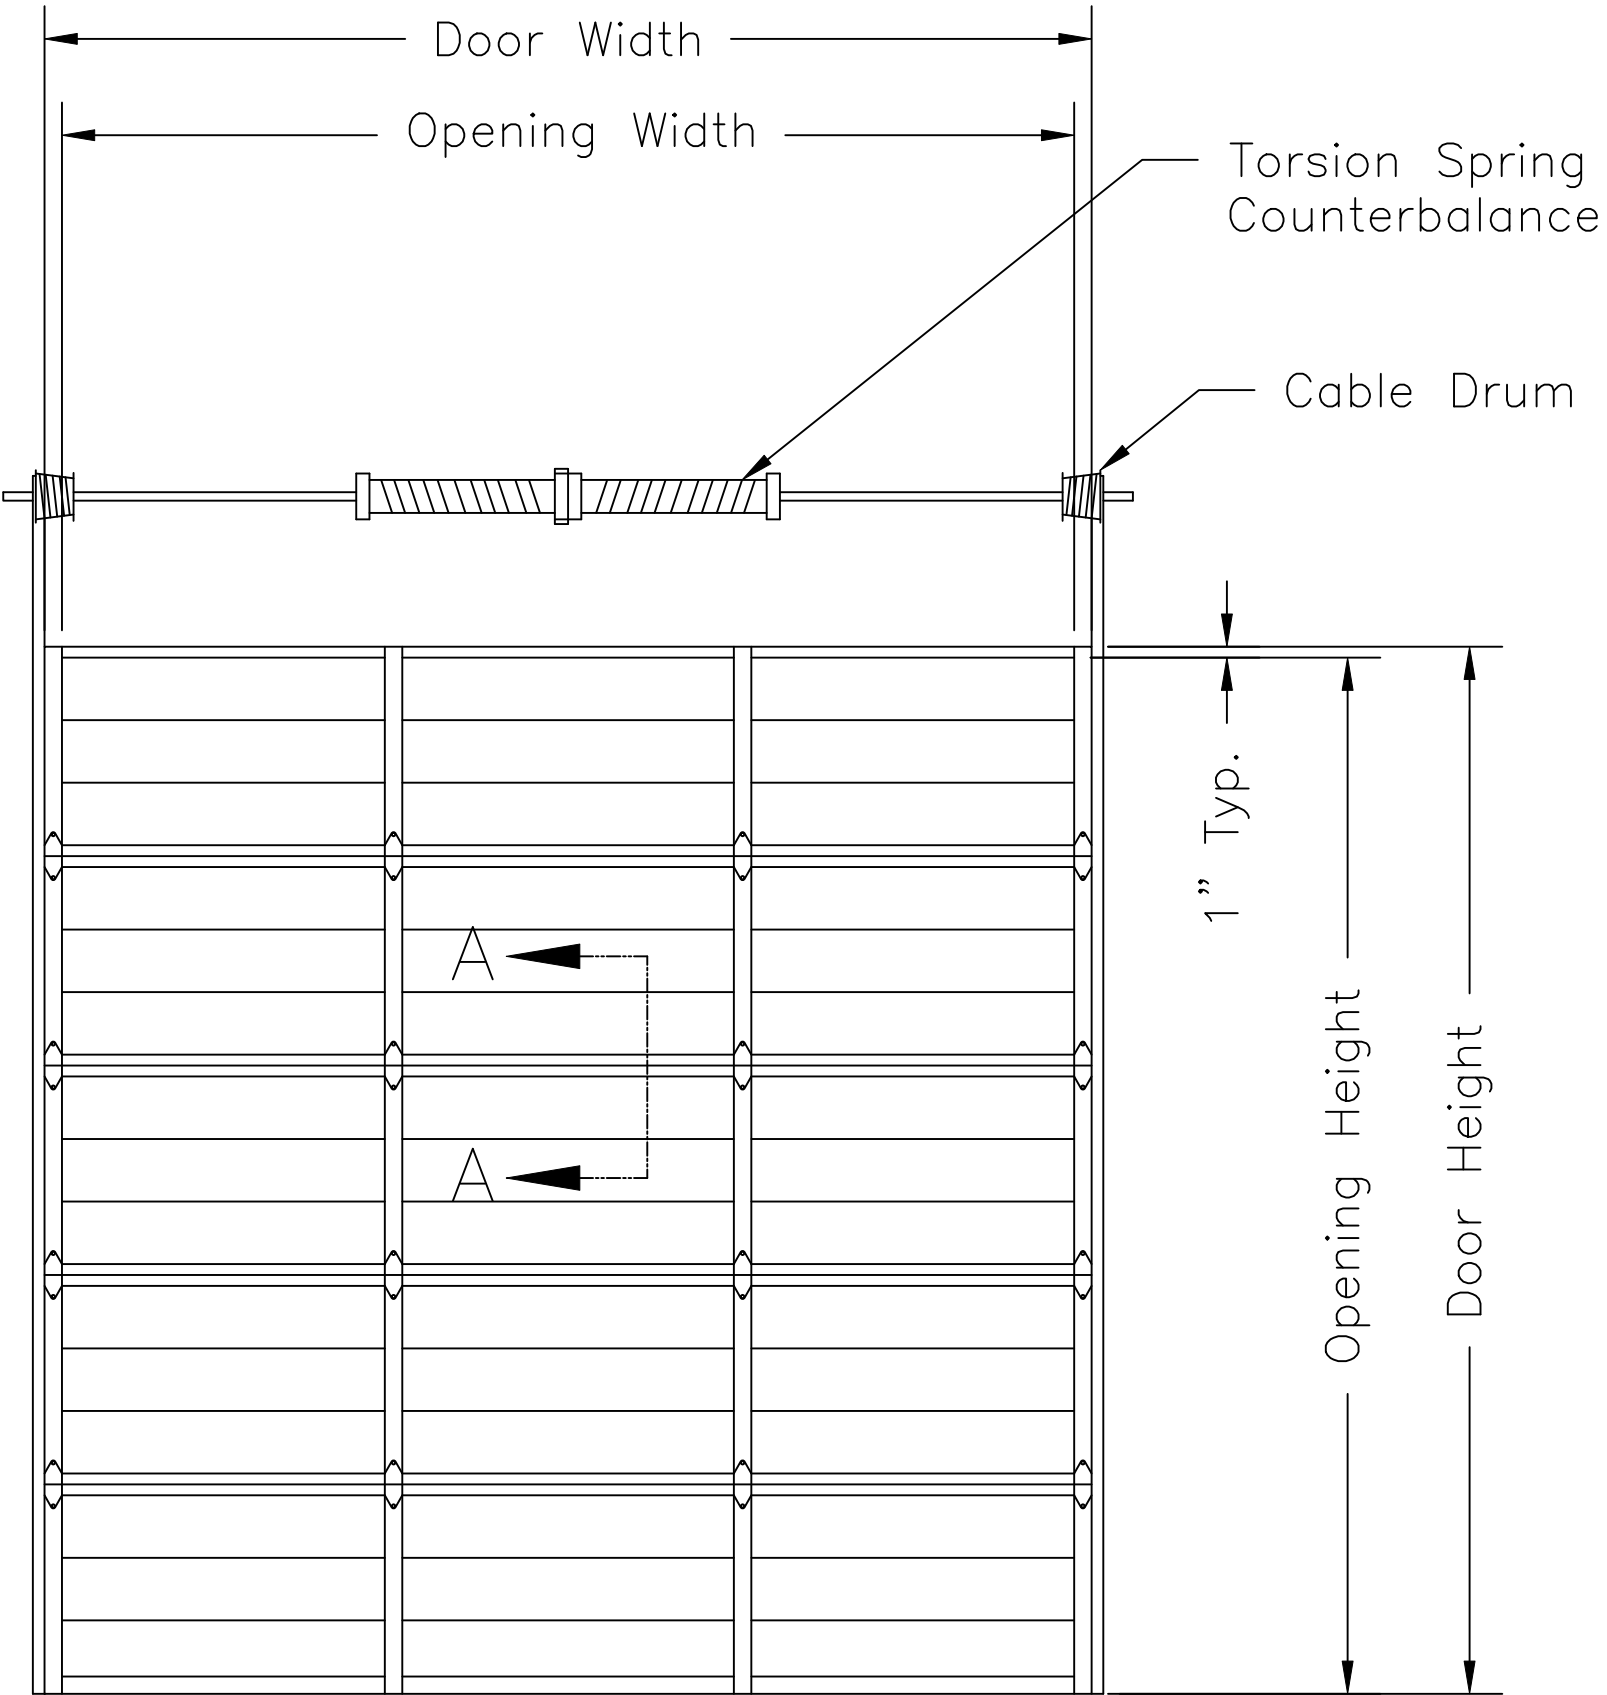 Door Width
Opening Width
Torsion Spring
Counterbalance
Cable Drum
1” Typ.
A
A
Opening Height
Door Height